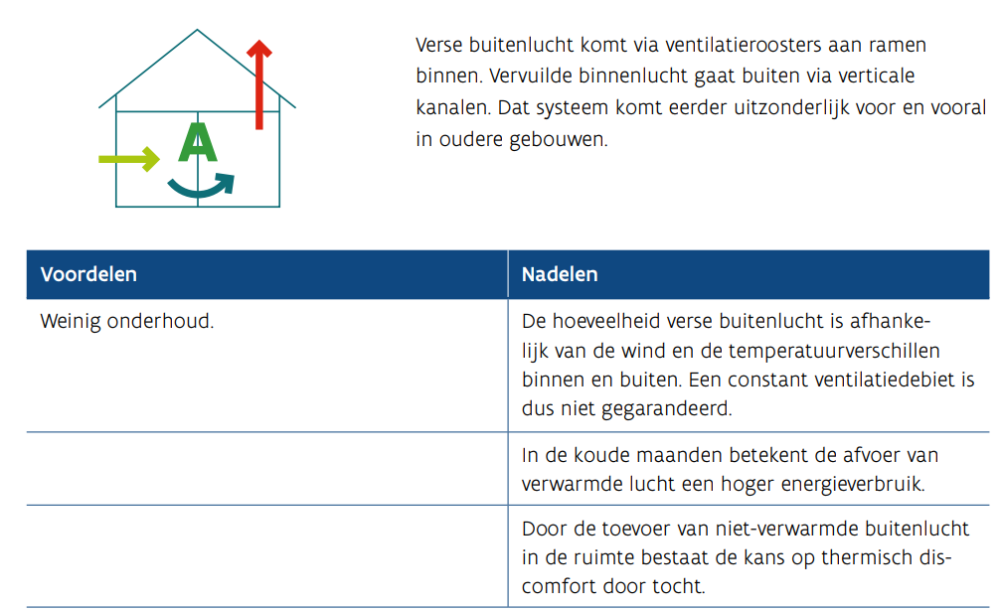 Verse buitenlucht komt via ventilatieroosters aan ramen
binnen. Vervuilde binnenlucht gaat buiten via verticale
kanalen. Dat systeem komt eerder uitzonderlijk voor en vooral
in oudere gebouwen.
A
Voordelen
Nadelen
Weinig onderhoud.
De hoeveelheid verse buitenlucht is afhanke-
lijk van de wind en de temperatuurverschillen
binnen en buiten. Een constant ventilatiedebiet is
dus niet gegarandeerd.
In de koude maanden betekent de afvoer van
verwarmde lucht een hoger energieverbruik.
Door de toevoer van niet-verwarmde buitenlucht
in de ruimte bestaat de kans op thermisch dis-
comfort door tocht.